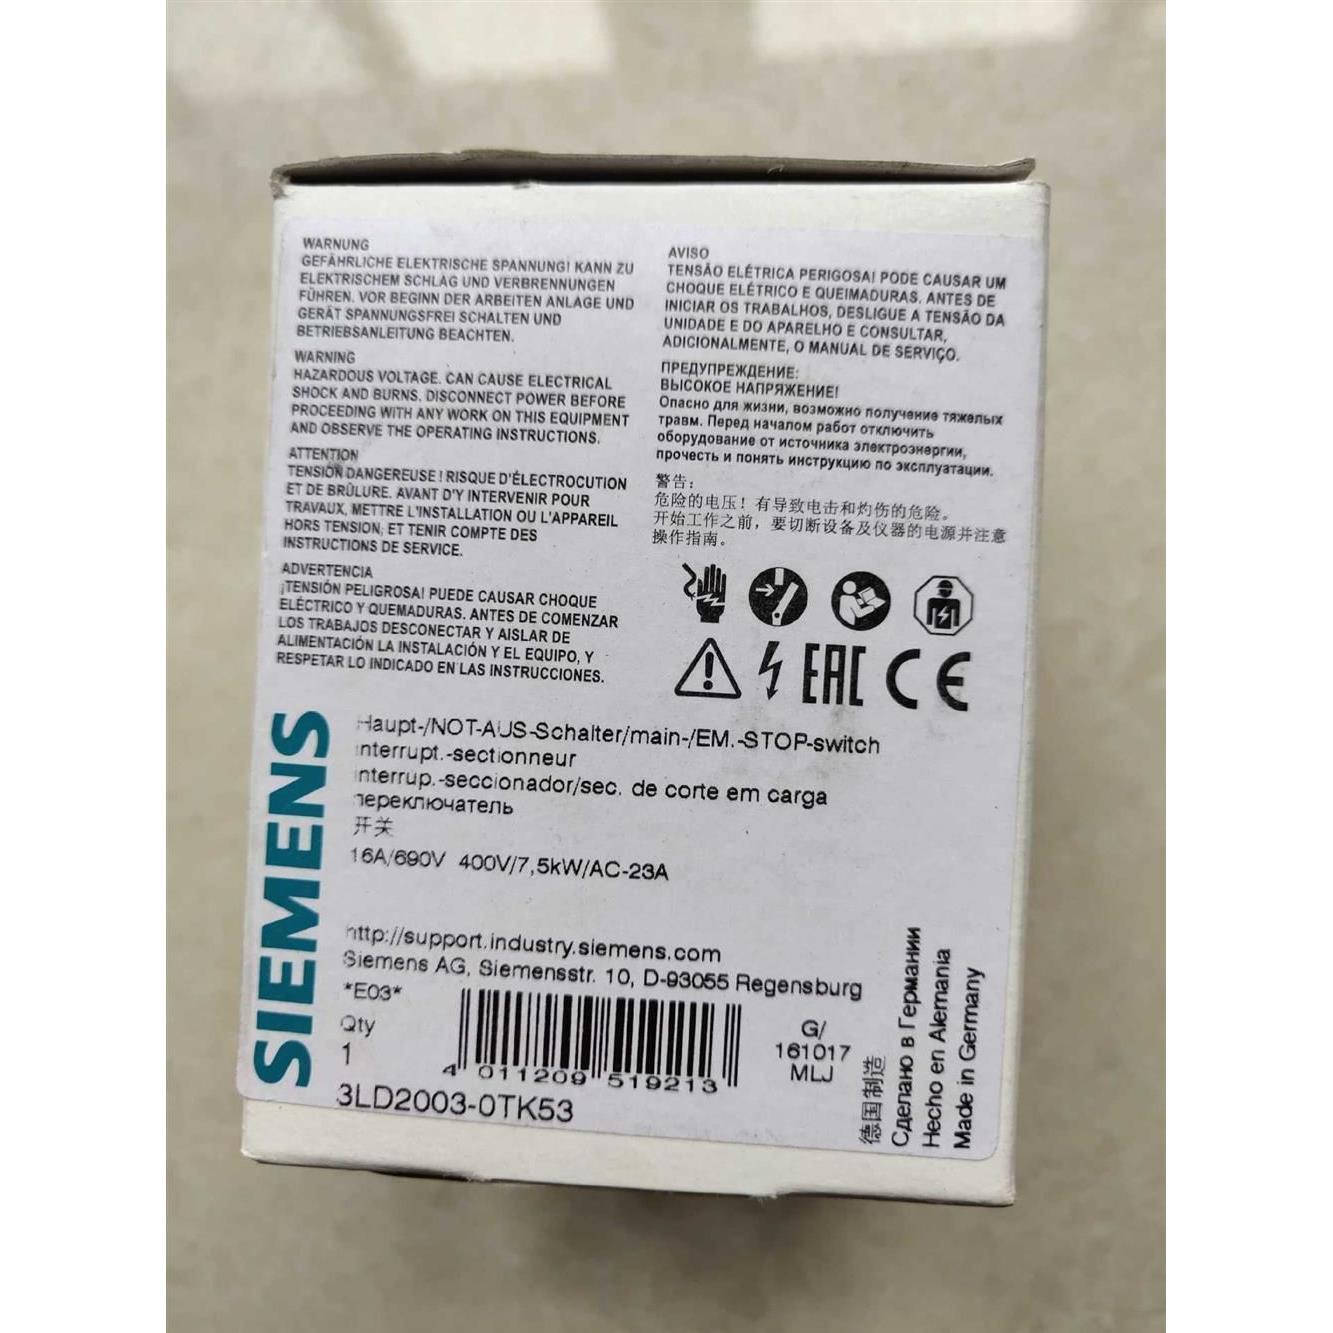 WARNUNG
GEFÄHRLICHE ELEKTRISCHE SPANNUNG! KANN ZU
ELEKTRISCHEM SCHLAG UND VERBRENNUNGEN
FÜHREN. VOR BEGINN DER ARBEITEN ANLAGE UND
GERÄT SPANNUNGSFREI SCHALTEN UND
BETRIEBSANLEITUNG BEACHTEN.
WARNING
HAZARDOUS VOLTAGE. CAN CAUSE ELECTRICAL
SHOCK AND BURNS. DISCONNECT POWER BEFORE
PROCEEDING WITH ANY WORK ON THIS EQUIPMENT
AND OBSERVE THE OPERATING INSTRUCTIONS.
ATTENTION
TENSION DANGEREUSE ! RISQUE D'ÉLECTROCUTION
ET DE BRÛLURE. AVANT D'Y INTERVENIR POUR
TRAVAUX, METTRE L'INSTALLATION OU L'APPAREIL
HORS TENSION; ET TENIR COMPTE DES
INSTRUCTIONS DE SERVICE.
ADVERTENCIA
¡TENSIÓN PELIGROSA! PUEDE CAUSAR CHOQUE
ELÉCTRICO Y QUEMADURAS. ANTES DE COMENZAR
LOS TRABAJOS DESCONECTAR Y AISLAR DE
ALIMENTACIÓN LA INSTALACIÓN Y EL EQUIPO, Y
RESPETAR LO INDICADO EN LAS INSTRUCCIONES.
AVISO
TENSÃO ELÉTRICA PERIGOSA! PODE CAUSAR UM
CHOQUE ELÉTRICO E QUEIMADURAS. ANTES DE
INICIAR OS TRABALHOS, DESLIGUE A TENSÃO DA
UNIDADE E DO APARELHO E CONSULTAR,
ADICIONALMENTE, O MANUAL DE SERVIÇO.
ПРЕДУПРЕЖДЕНИЕ:
ВЫСОКОЕ НАПРЯЖЕНИЕ!
Опасно для жизни, возможно получение тяжелых
травм. Перед началом работ отключить
оборудование от источника электроэнергии,
прочесть и понять инструкцию по эксплуатации.
警告:
危险的电压! 有导致电击和灼伤的危险。
开始工作之前, 要切断设备及仪器的电源并注意
操作指南。
EAC CE
SIEMENS
Haupt-/NOT-AUS-Schalter/main-/EM.-STOP-switch
interrupt.-sectionneur
interrup.-seccionador/sec. de corte em carga
переключатель
开关
16A/690V 400V/7,5kW/AC-23A
http://support.industry.siemens.com
Siemens AG, Siemensstr. 10, D-93055 Regensburg
*E03*
Qty
1
4 011209 519213
3LD2003-0TK53
G/
161017
MLJ
德国制造
Сделано в Германии
Hecho en Alemania
Made in Germany